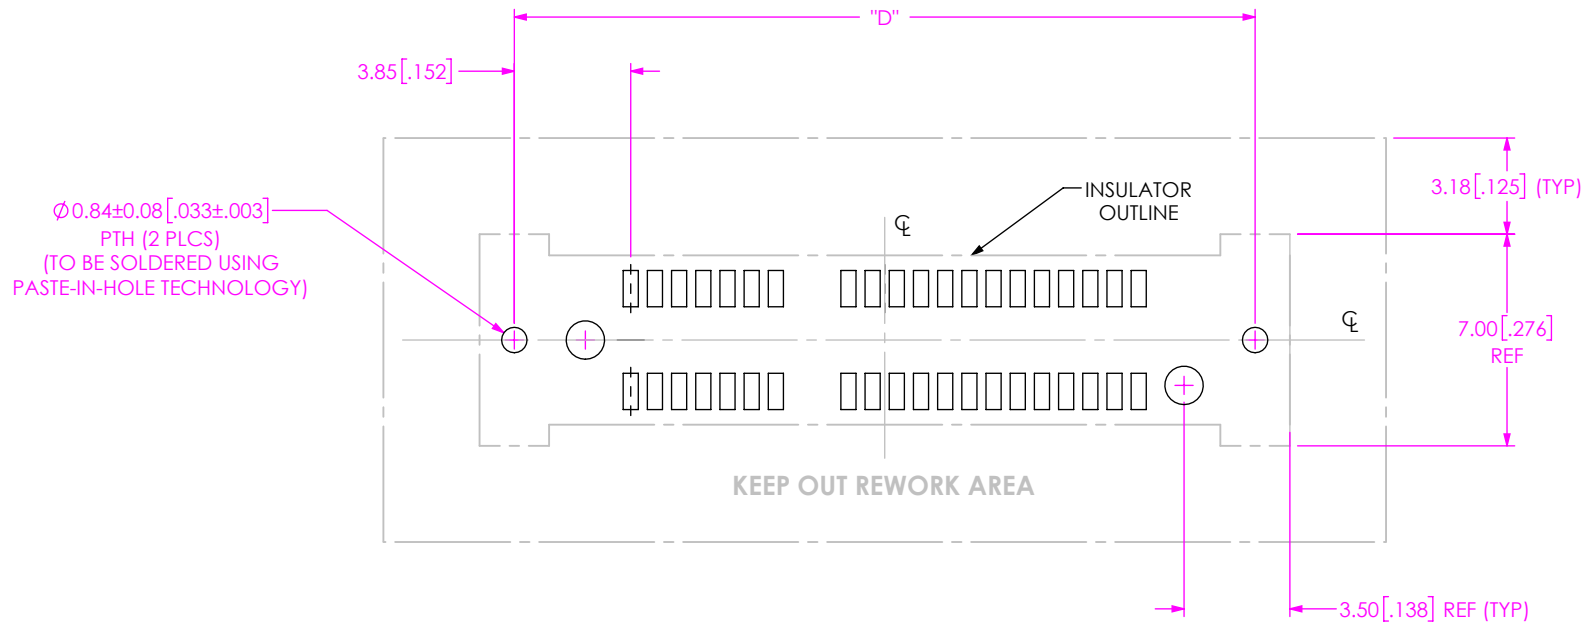 "D"
3.85[.152]
3.18[.125] (TYP)
INSULATOR
OUTLINE
Ø0.84±0.08[.033±.003]
PTH (2 PLCS)
(TO BE SOLDERED USING
PASTE-IN-HOLE TECHNOLOGY)
℄
℄
7.00[.276]
REF
KEEP OUT REWORK AREA
3.50[.138] REF (TYP)